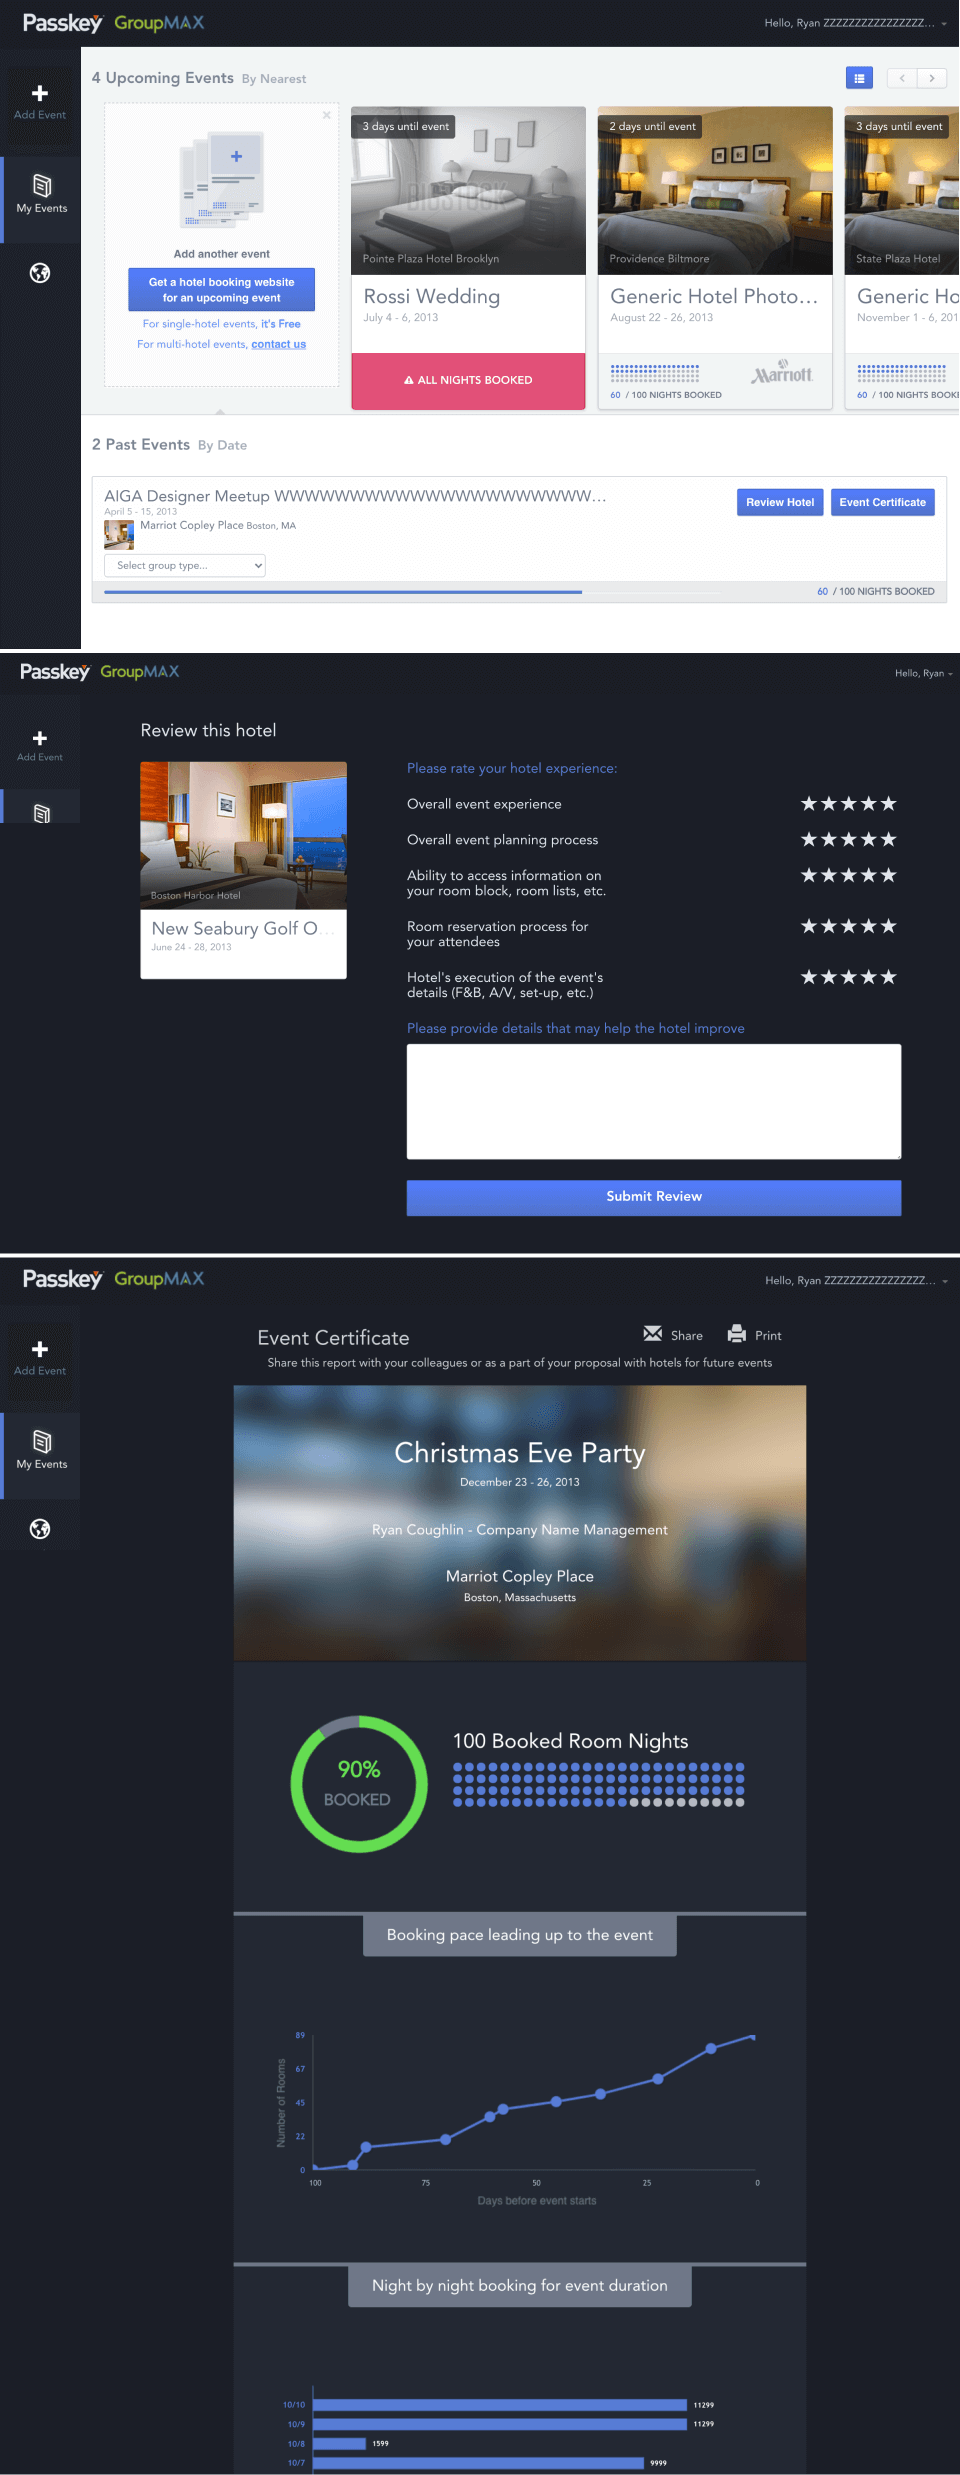 Passkey GroupMAX
Hello, Ryan ZZZZZZZZZZZZZZZZ...
Add Event
My Events
4 Upcoming Events By Nearest
Add another event
Get a hotel booking website
for an upcoming event
For single-hotel events, it's Free
For multi-hotel events, contact us
3 days until event
Pointe Plaza Hotel Brooklyn
Rossi Wedding
July 4 - 6, 2013
ALL NIGHTS BOOKED
2 days until event
Providence Biltmore
Generic Hotel Photo...
August 22 - 26, 2013
Marriott
60 / 100 NIGHTS BOOKED
3 days until event
State Plaza Hotel
Generic Ho
November 1 - 6, 201
60 / 100 NIGHTS BOOKE
2 Past Events By Date
AIGA Designer Meetup WWWWWWWWWWWWWWWWWWWWW...
April 5 - 15, 2013
Marriot Copley Place Boston, MA
Select group type...
Review Hotel
Event Certificate
60 / 100 NIGHTS BOOKED
Passkey GroupMAX
Hello, Ryan
Add Event
Review this hotel
Boston Harbor Hotel
New Seabury Golf O...
June 24 - 28, 2013
Please rate your hotel experience:
Overall event experience
Overall event planning process
Ability to access information on
your room block, room lists, etc.
Room reservation process for
your attendees
Hotel's execution of the event's
details (F&B, A/V, set-up, etc.)
Please provide details that may help the hotel improve
Submit Review
Passkey GroupMAX
Hello, Ryan ZZZZZZZZZZZZZZZZ...
Add Event
My Events
Event Certificate
Share
Print
Share this report with your colleagues or as a part of your proposal with hotels for future events
Christmas Eve Party
December 23 - 26, 2013
Ryan Coughlin - Company Name Management
Marriot Copley Place
Boston, Massachusetts
90%
BOOKED
100 Booked Room Nights
Booking pace leading up to the event
Number of Rooms
89
67
45
22
0
100 75 50 25 0
Days before event starts
Night by night booking for event duration
10/10 11299
10/9 11299
10/8 1599
10/7 9999